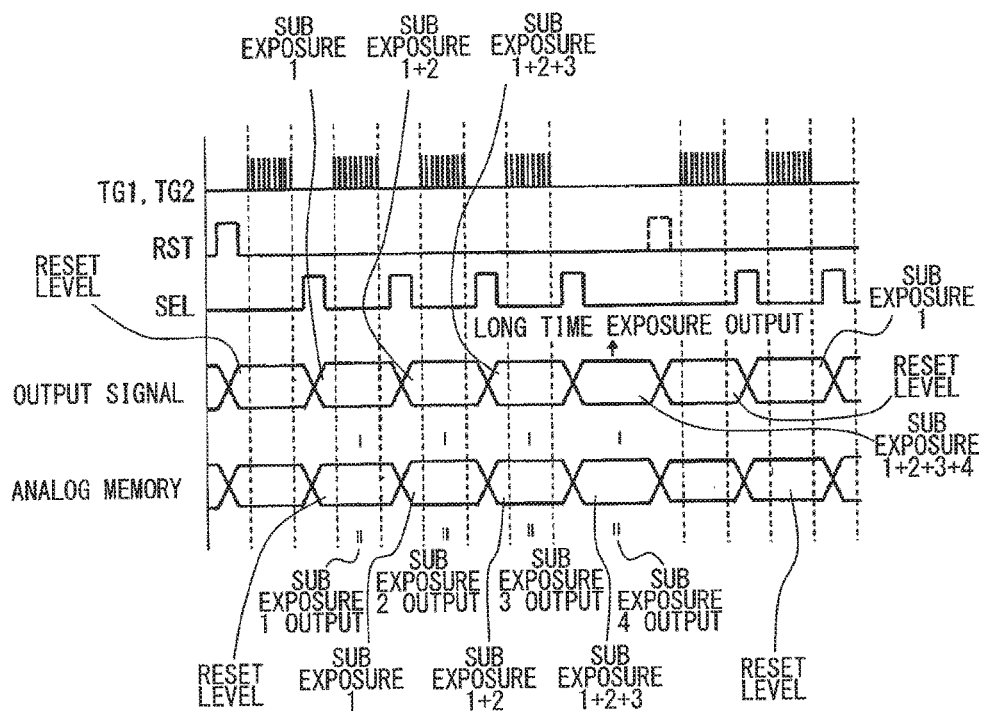 SUB
EXPOSURE
1
SUB
EXPOSURE
1+2
SUB
EXPOSURE
1+2+3
TG1, TG2
RST
RESET
LEVEL
SEL
SUB
EXPOSURE
1
LONG TIME EXPOSURE OUTPUT
OUTPUT SIGNAL
RESET
LEVEL
SUB
EXPOSURE
1+2+3+4
ANALOG MEMORY
SUB
EXPOSURE
1 OUTPUT
SUB
EXPOSURE
2 OUTPUT
SUB
EXPOSURE
3 OUTPUT
SUB
EXPOSURE
4 OUTPUT
RESET
LEVEL
SUB
EXPOSURE
1
SUB
EXPOSURE
1+2
SUB
EXPOSURE
1+2+3
RESET
LEVEL